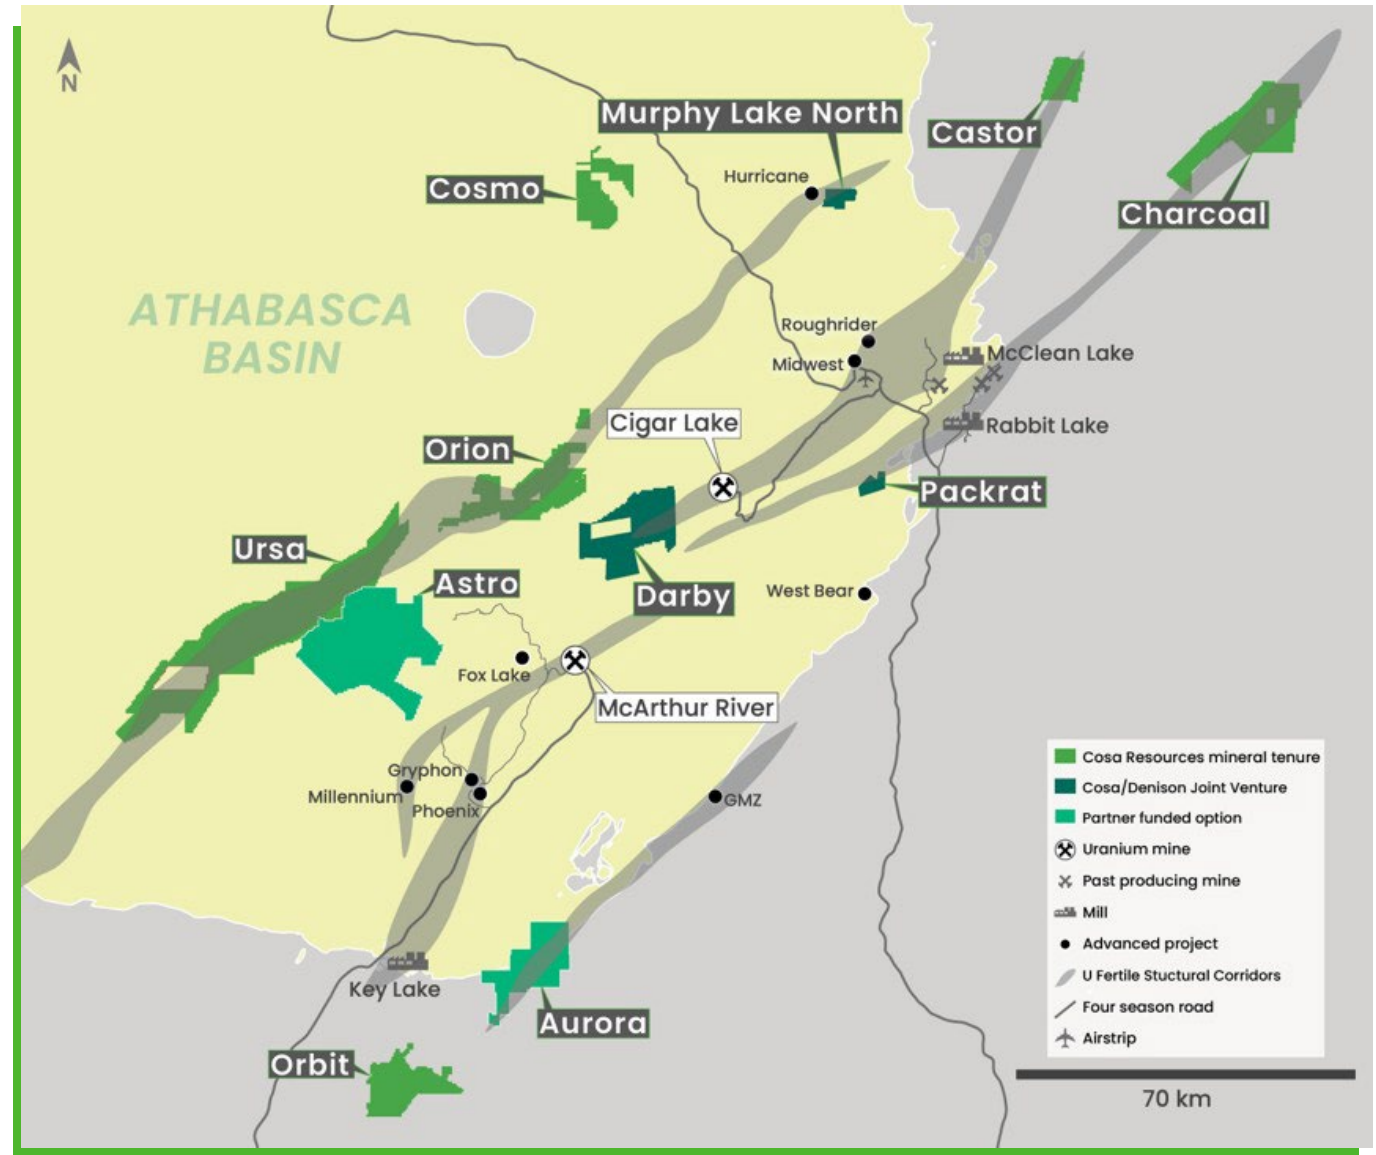 N
Murphy Lake North
Castor
Cosmo
Hurricane
Charcoal
ATHABASCA
BASIN
Roughrider
Midwest
McClean Lake
Cigar Lake
Rabbit Lake
Orion
Packrat
Ursa
Astro
Darby
West Bear
Fox Lake
McArthur River
Gryphon
Millennium
Phoenix
GMZ
Key Lake
Aurora
Orbit
Cosa Resources mineral tenure
Cosa/Denison Joint Venture
Partner funded option
Uranium mine
Past producing mine
Mill
Advanced project
U Fertile Stuctural Corridors
Four season road
Airstrip
70 km